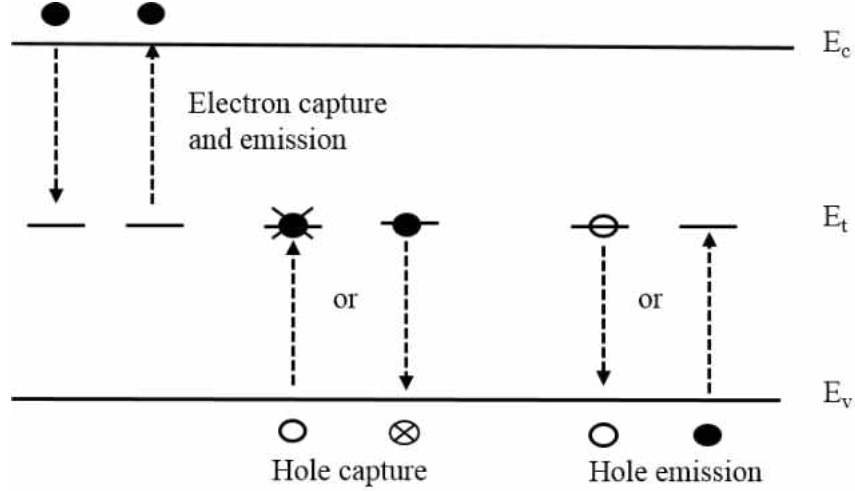 E_c
Electron capture
and emission
E_t
or
or
E_v
Hole capture
Hole emission